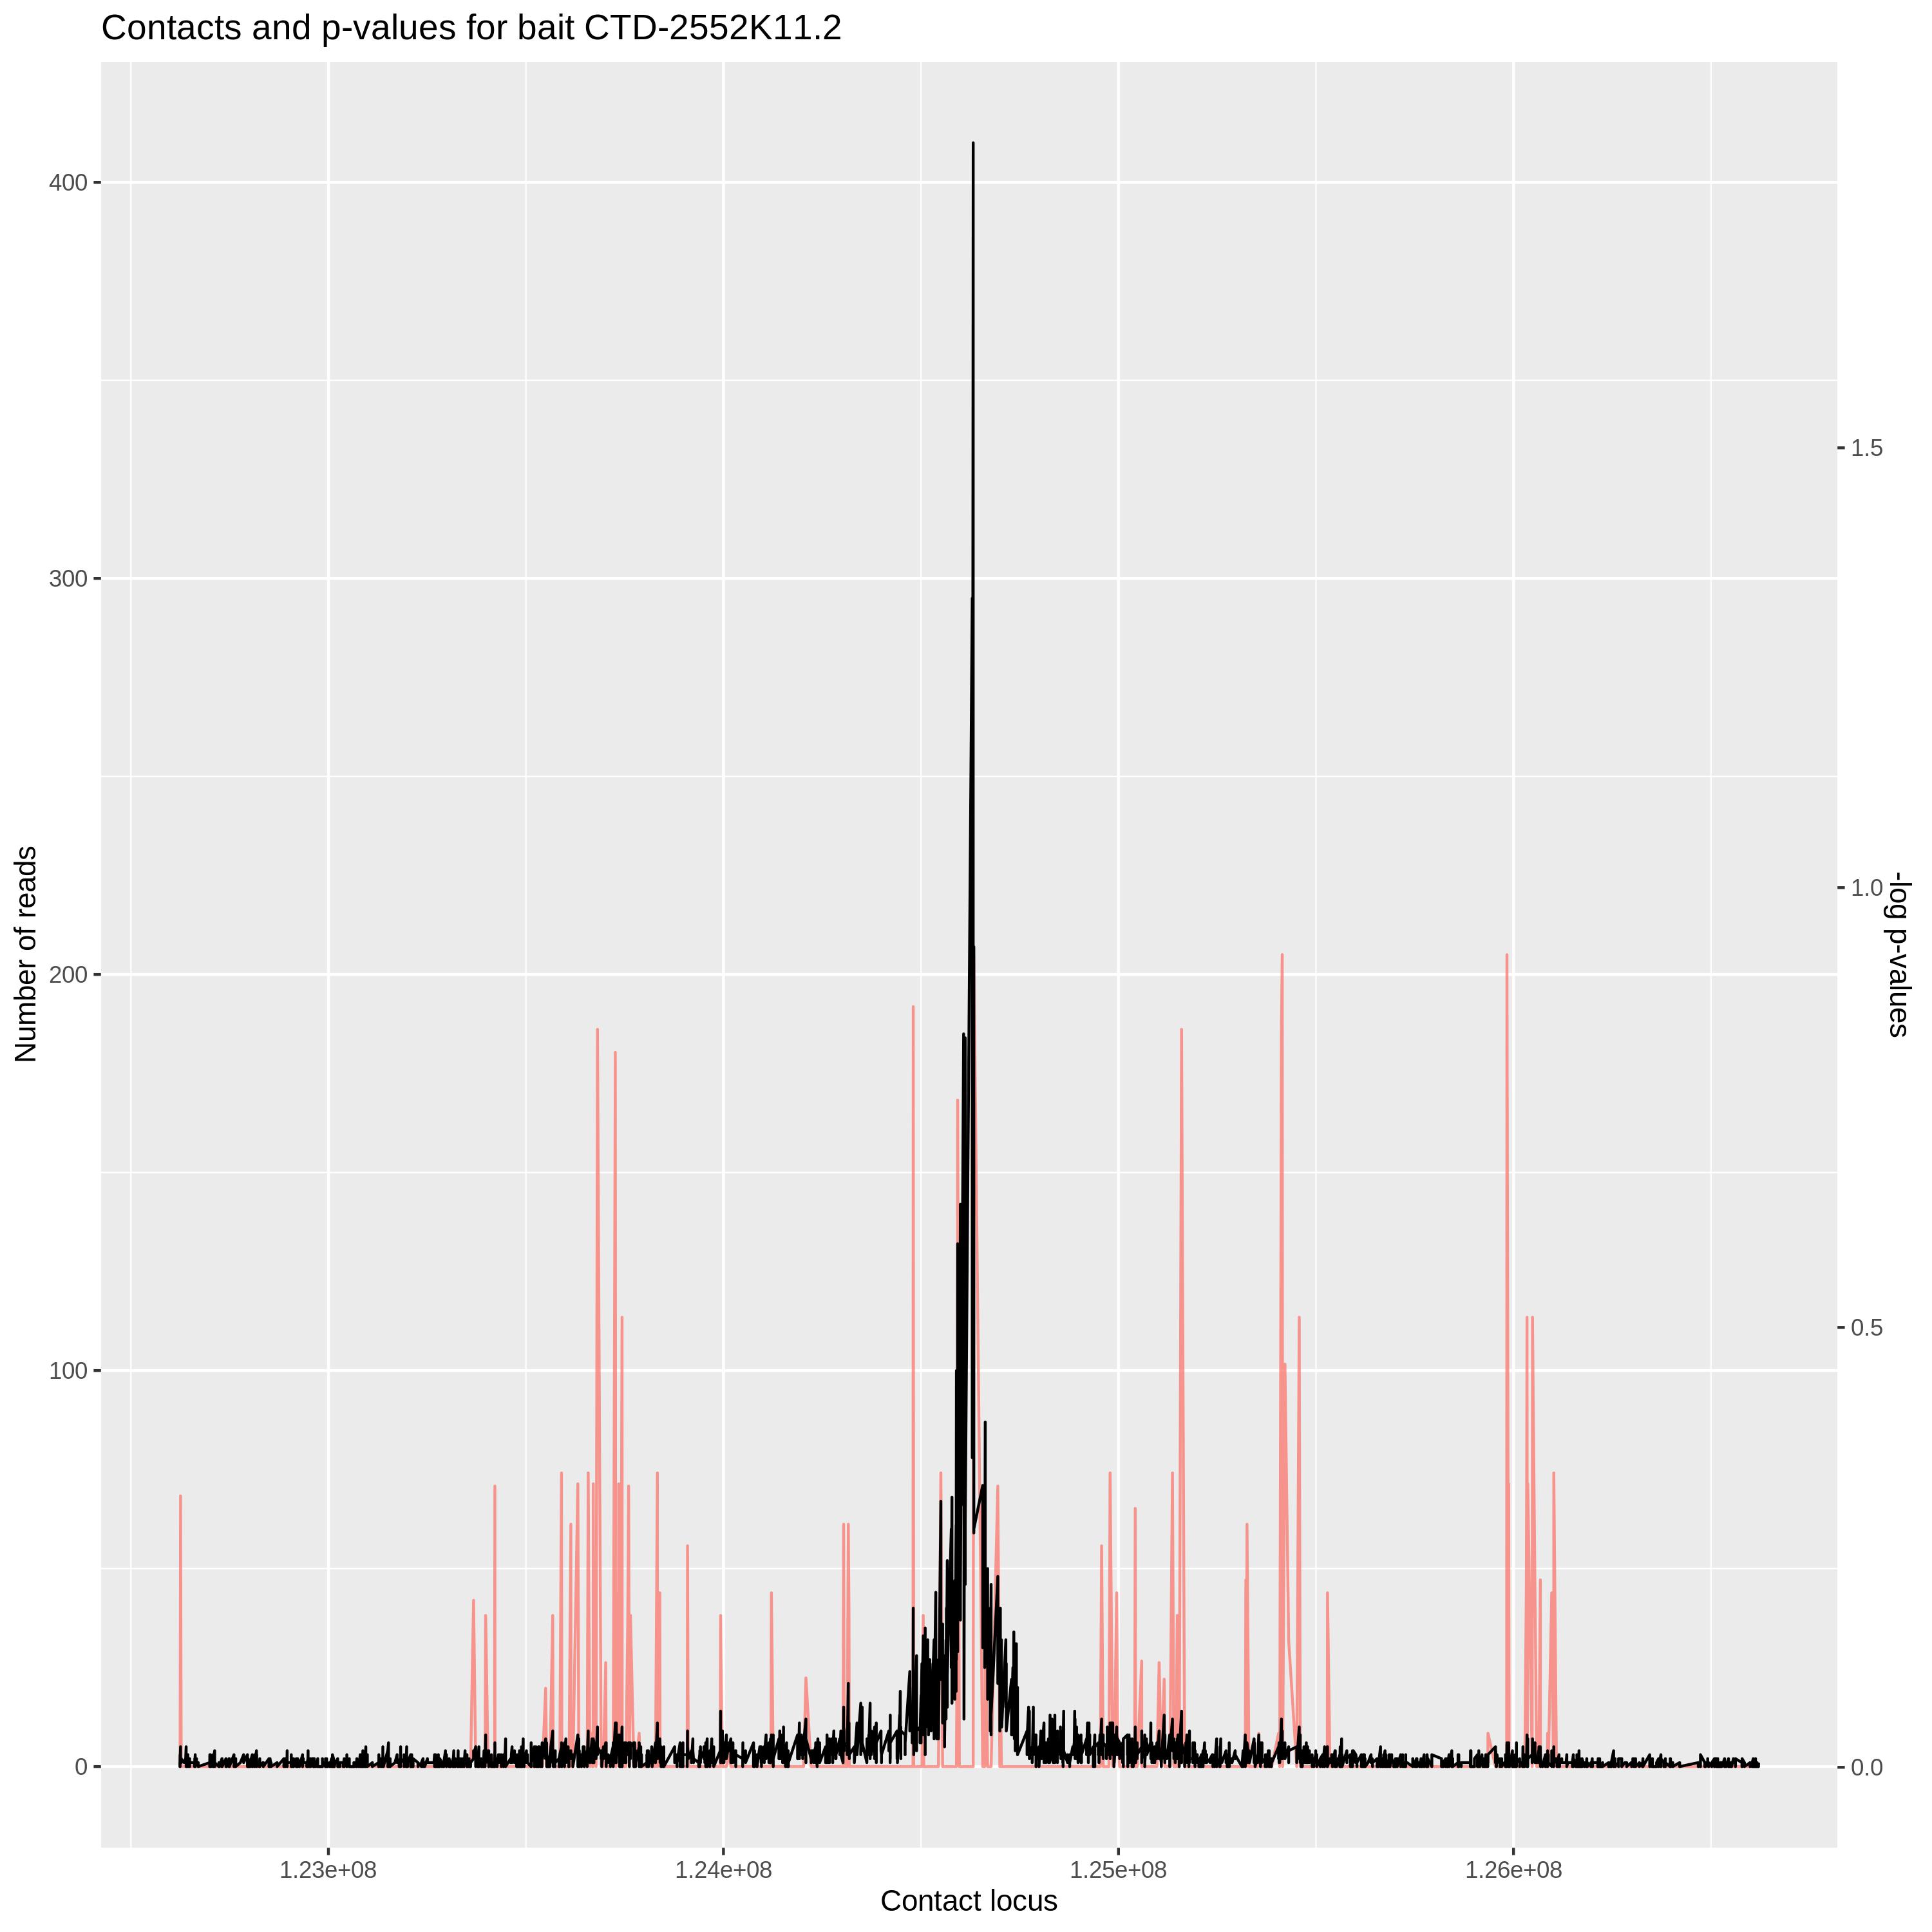 Contacts and p-values for bait CTD-2552K11.2
400
300
200
100
0
Number of reads
1.5
1.0
0.5
0.0
-log p-values
1.23e+08
1.24e+08
1.25e+08
1.26e+08
Contact locus